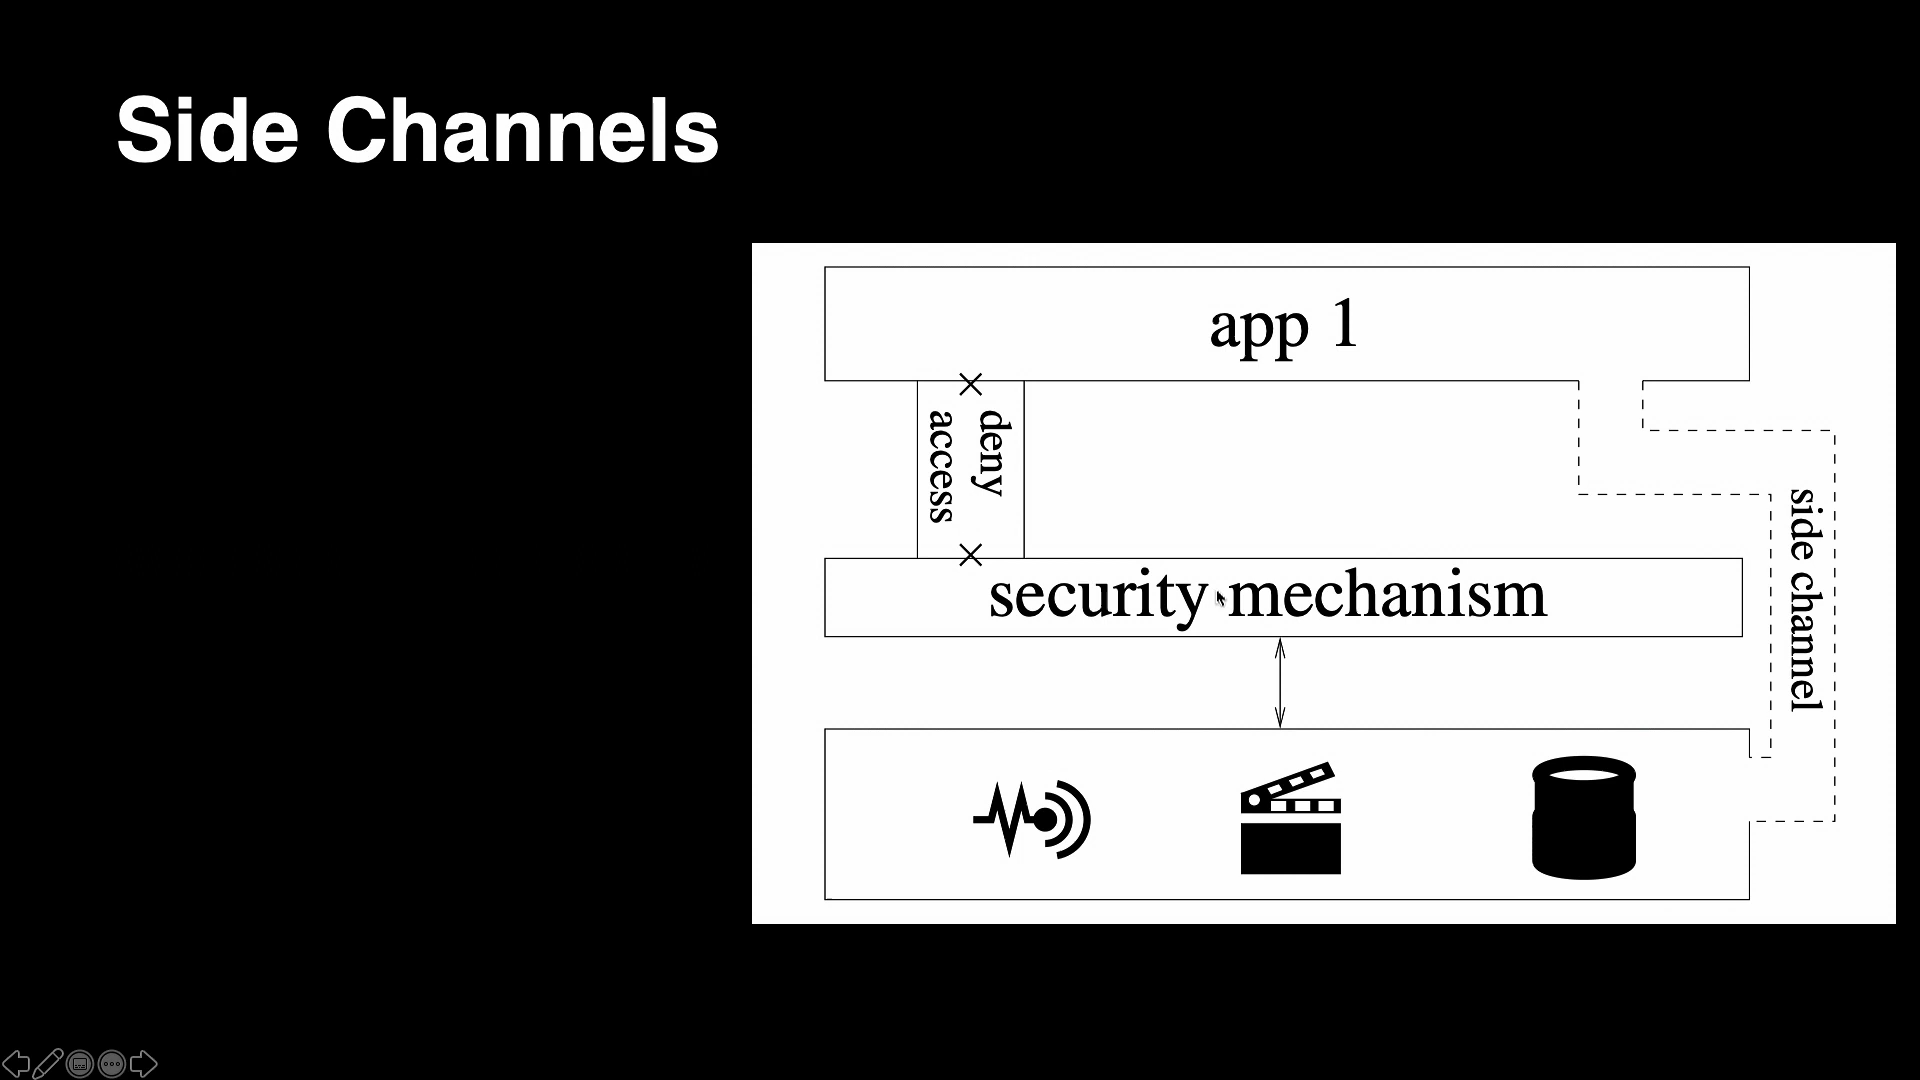 Side Channels
app 1
deny
access
security mechanism
side channel